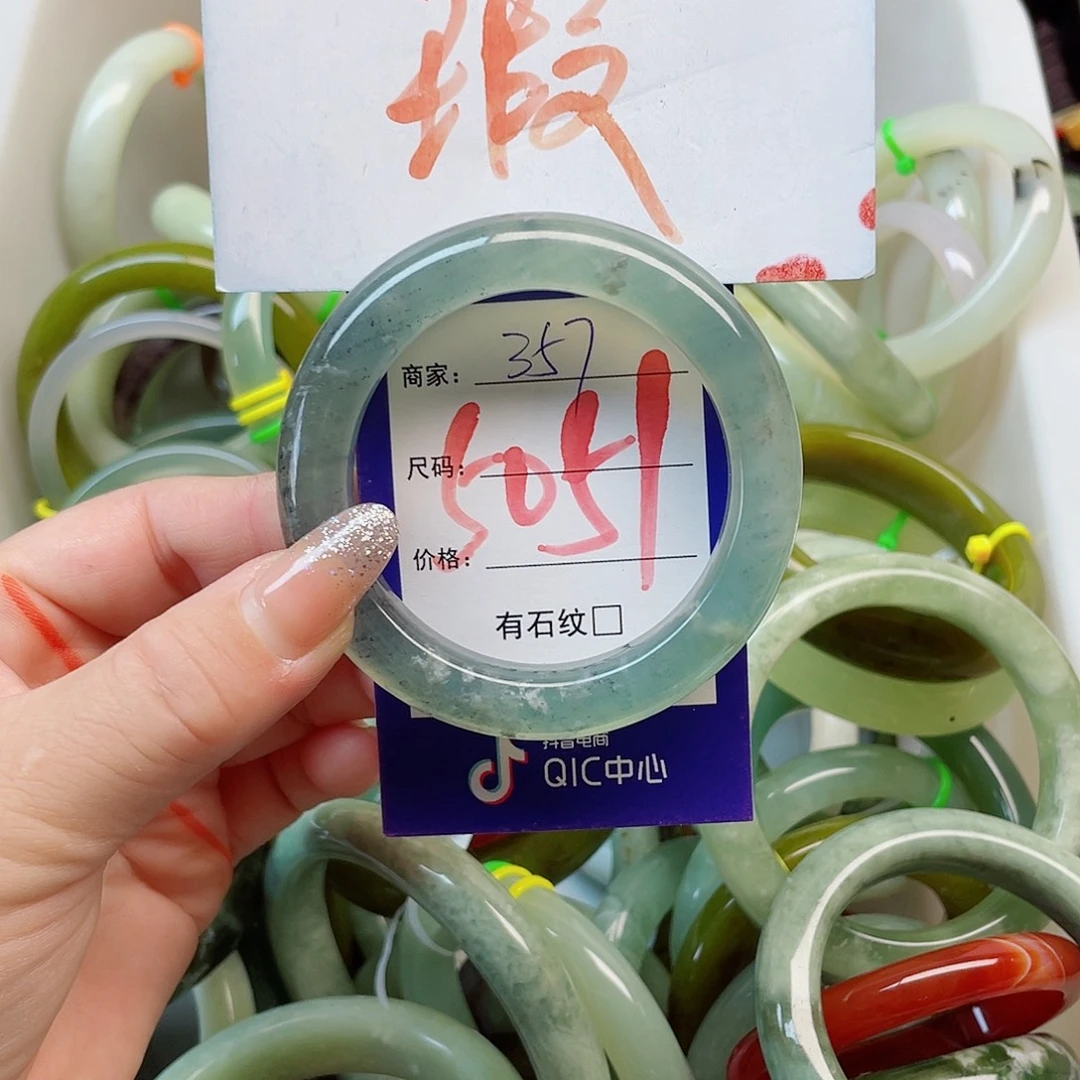 瑕
商家： 357
尺码： 5051
价格：
有石纹□
抖音电商
QIC中心